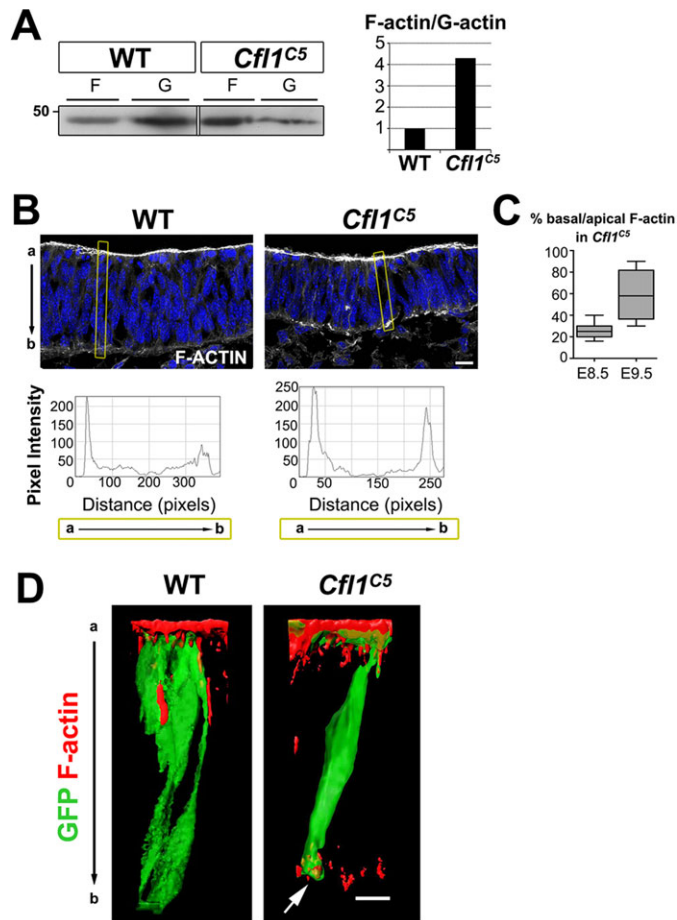 A
WT
Cfl1C5
F
G
F
G
50
F-actin/G-actin
5
4
3
2
1
WT
Cfl1C5
B
WT
Cfl1C5
a
b
F-ACTIN
C
% basal/apical F-actin
in Cfl1C5
100
80
60
40
20
0
E8.5
E9.5
Pixel Intensity
200
150
100
50
0
100
200
300
Distance (pixels)
a
b
250
200
150
100
50
0
50
150
250
Distance (pixels)
a
b
D
WT
Cfl1C5
a
b
GFP F-actin